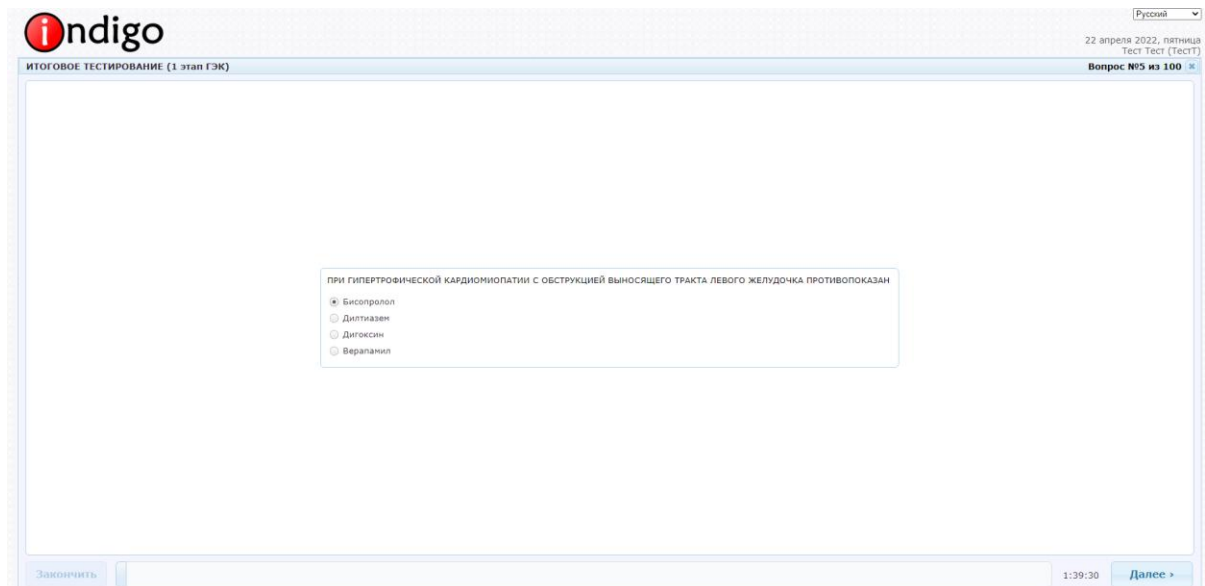 indigo
Русский
22 апреля 2022, пятница
Тест Тест (ТестТ)
ИТОГОВОЕ ТЕСТИРОВАНИЕ (1 этап ГЭК)
Вопрос №5 из 100
ПРИ ГИПЕРТРОФИЧЕСКОЙ КАРДИОМИОПАТИИ С ОБСТРУКЦИЕЙ ВЫНОСЯЩЕГО ТРАКТА ЛЕВОГО ЖЕЛУДОЧКА ПРОТИВОПОКАЗАН
Бисопролол
Дилтиазем
Дигоксин
Верапамил
Закончить
1:39:30
Далее ›